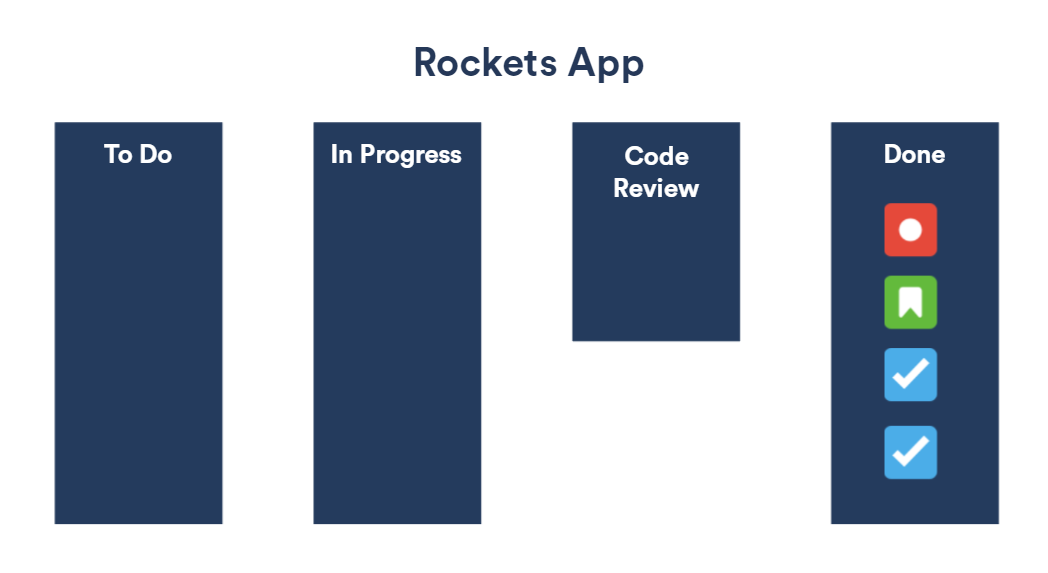 Rockets App
To Do
In Progress
Code
Review
Done